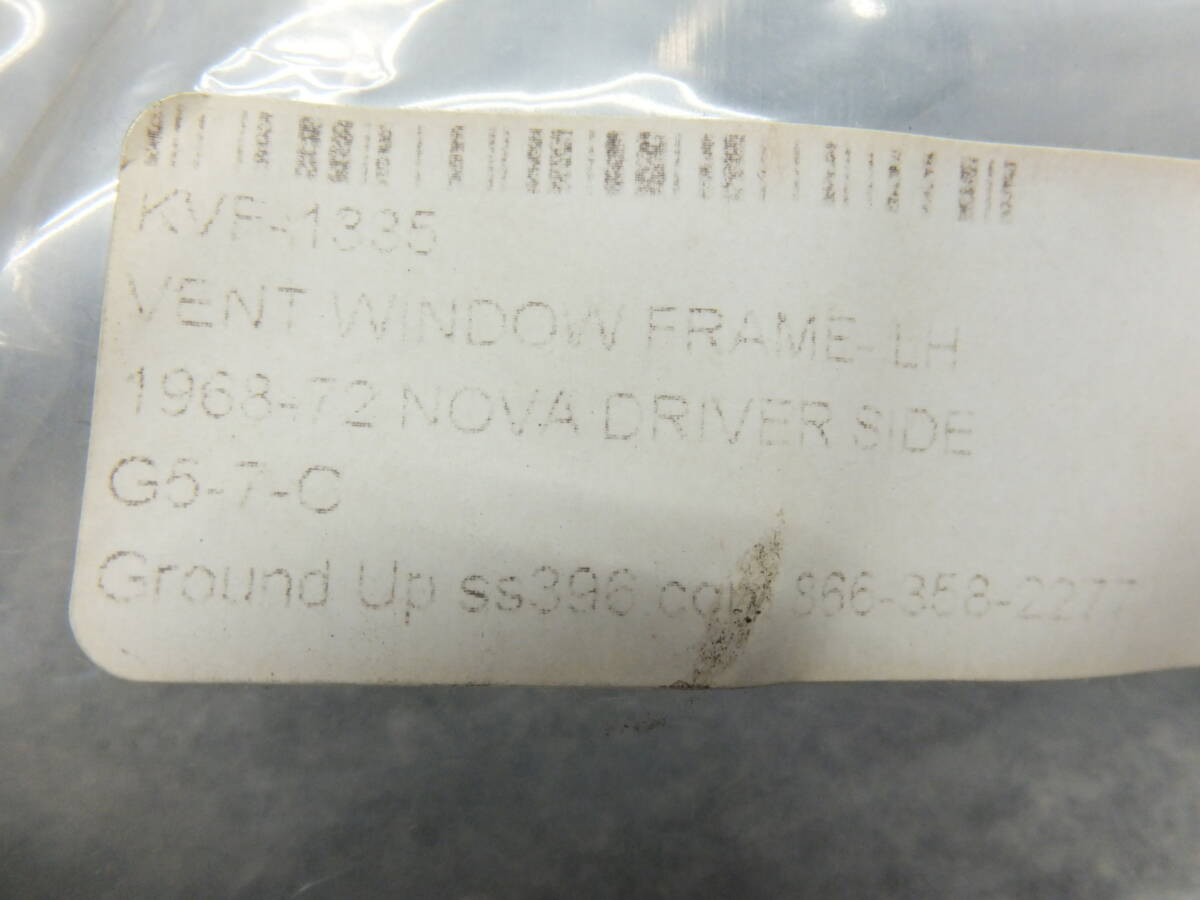 KVF-1335
VENT WINDOW FRAME- LH
1968-72 NOVA DRIVER SIDE
G5-7-C
Ground Up ss396.com 866-358-2277